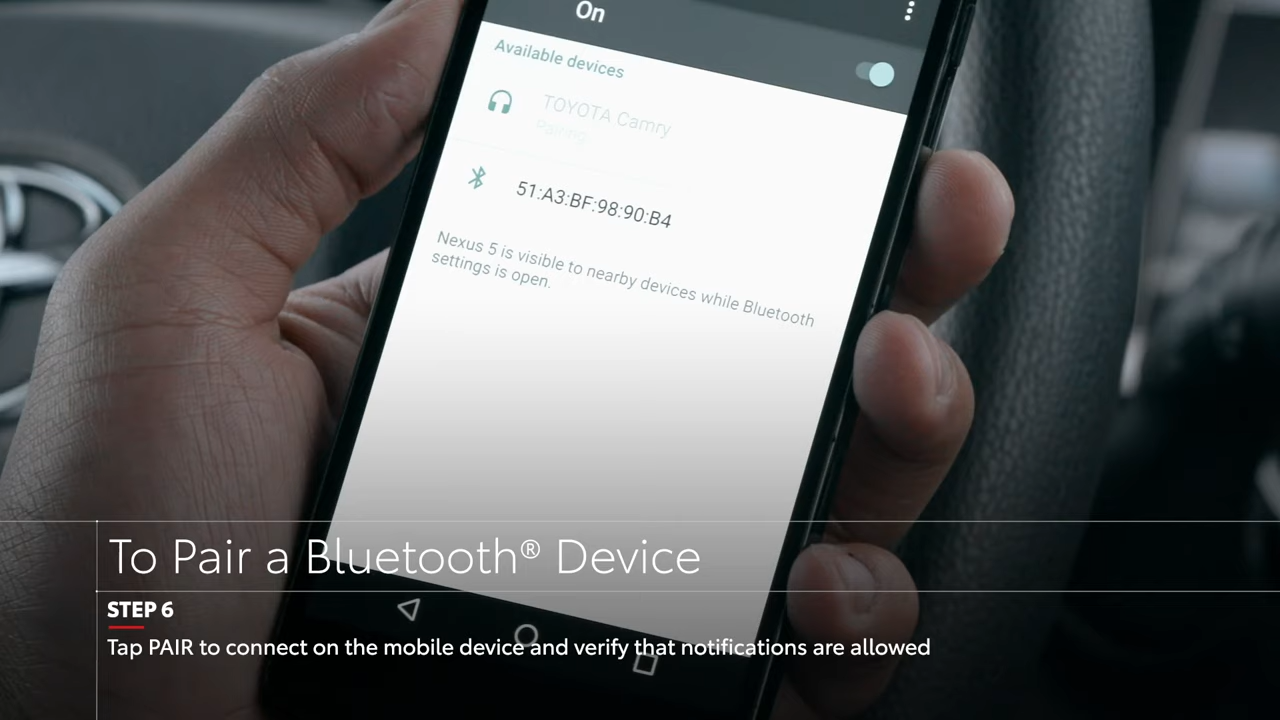 On
Available devices
TOYOTA Camry
Pairing...
51:A3:BF:98:90:B4
Nexus 5 is visible to nearby devices while Bluetooth
settings is open.
To Pair a Bluetooth® Device
STEP 6
Tap PAIR to connect on the mobile device and verify that notifications are allowed